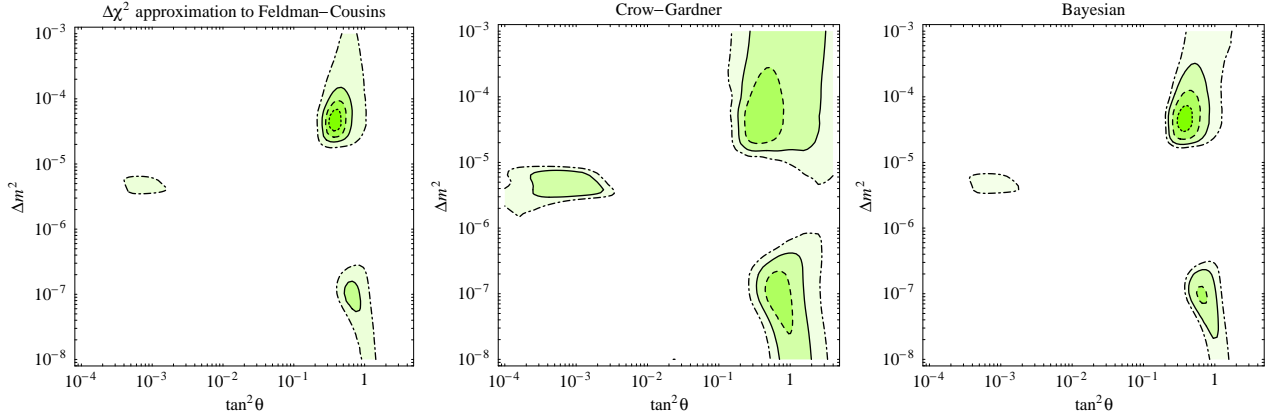 Δχ² approximation to Feldman–Cousins
10⁻³
10⁻⁴
10⁻⁵
10⁻⁶
10⁻⁷
10⁻⁸
Δm²
10⁻⁴ 10⁻³ 10⁻² 10⁻¹ 1
tan²θ
Crow–Gardner
10⁻³
10⁻⁴
10⁻⁵
10⁻⁶
10⁻⁷
10⁻⁸
Δm²
10⁻⁴ 10⁻³ 10⁻² 10⁻¹ 1
tan²θ
Bayesian
10⁻³
10⁻⁴
10⁻⁵
10⁻⁶
10⁻⁷
10⁻⁸
Δm²
10⁻⁴ 10⁻³ 10⁻² 10⁻¹ 1
tan²θ